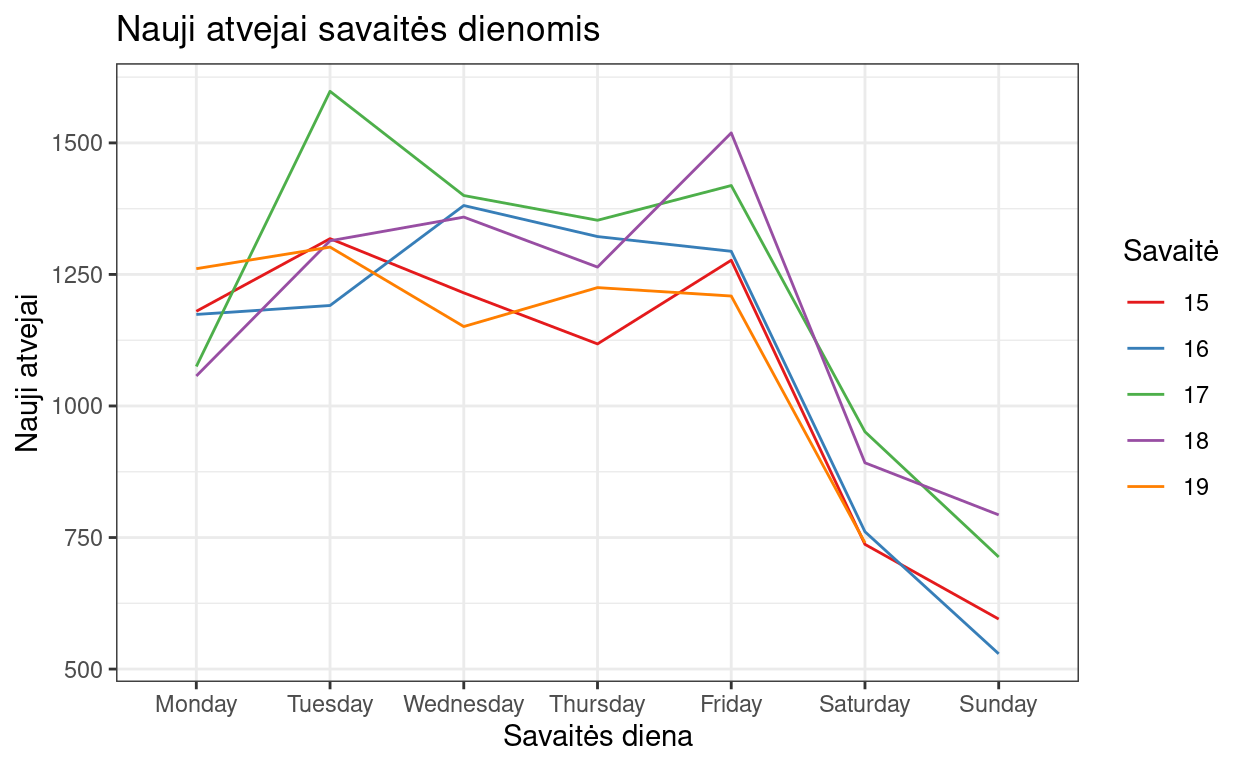 Nauji atvejai savaitės dienomis
Nauji atvejai
1500
1250
1000
750
500
Monday Tuesday Wednesday Thursday Friday Saturday Sunday
Savaitės diena
Savaitė
15
16
17
18
19